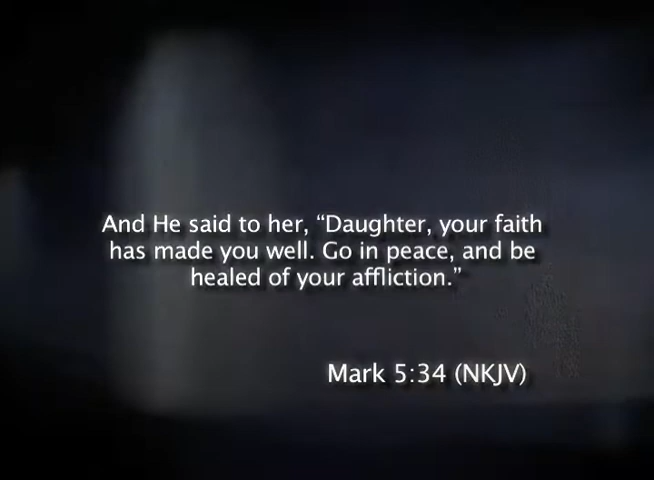 And He said to her, “Daughter, your faith
has made you well. Go in peace, and be
healed of your affliction.”
Mark 5:34 (NKJV)